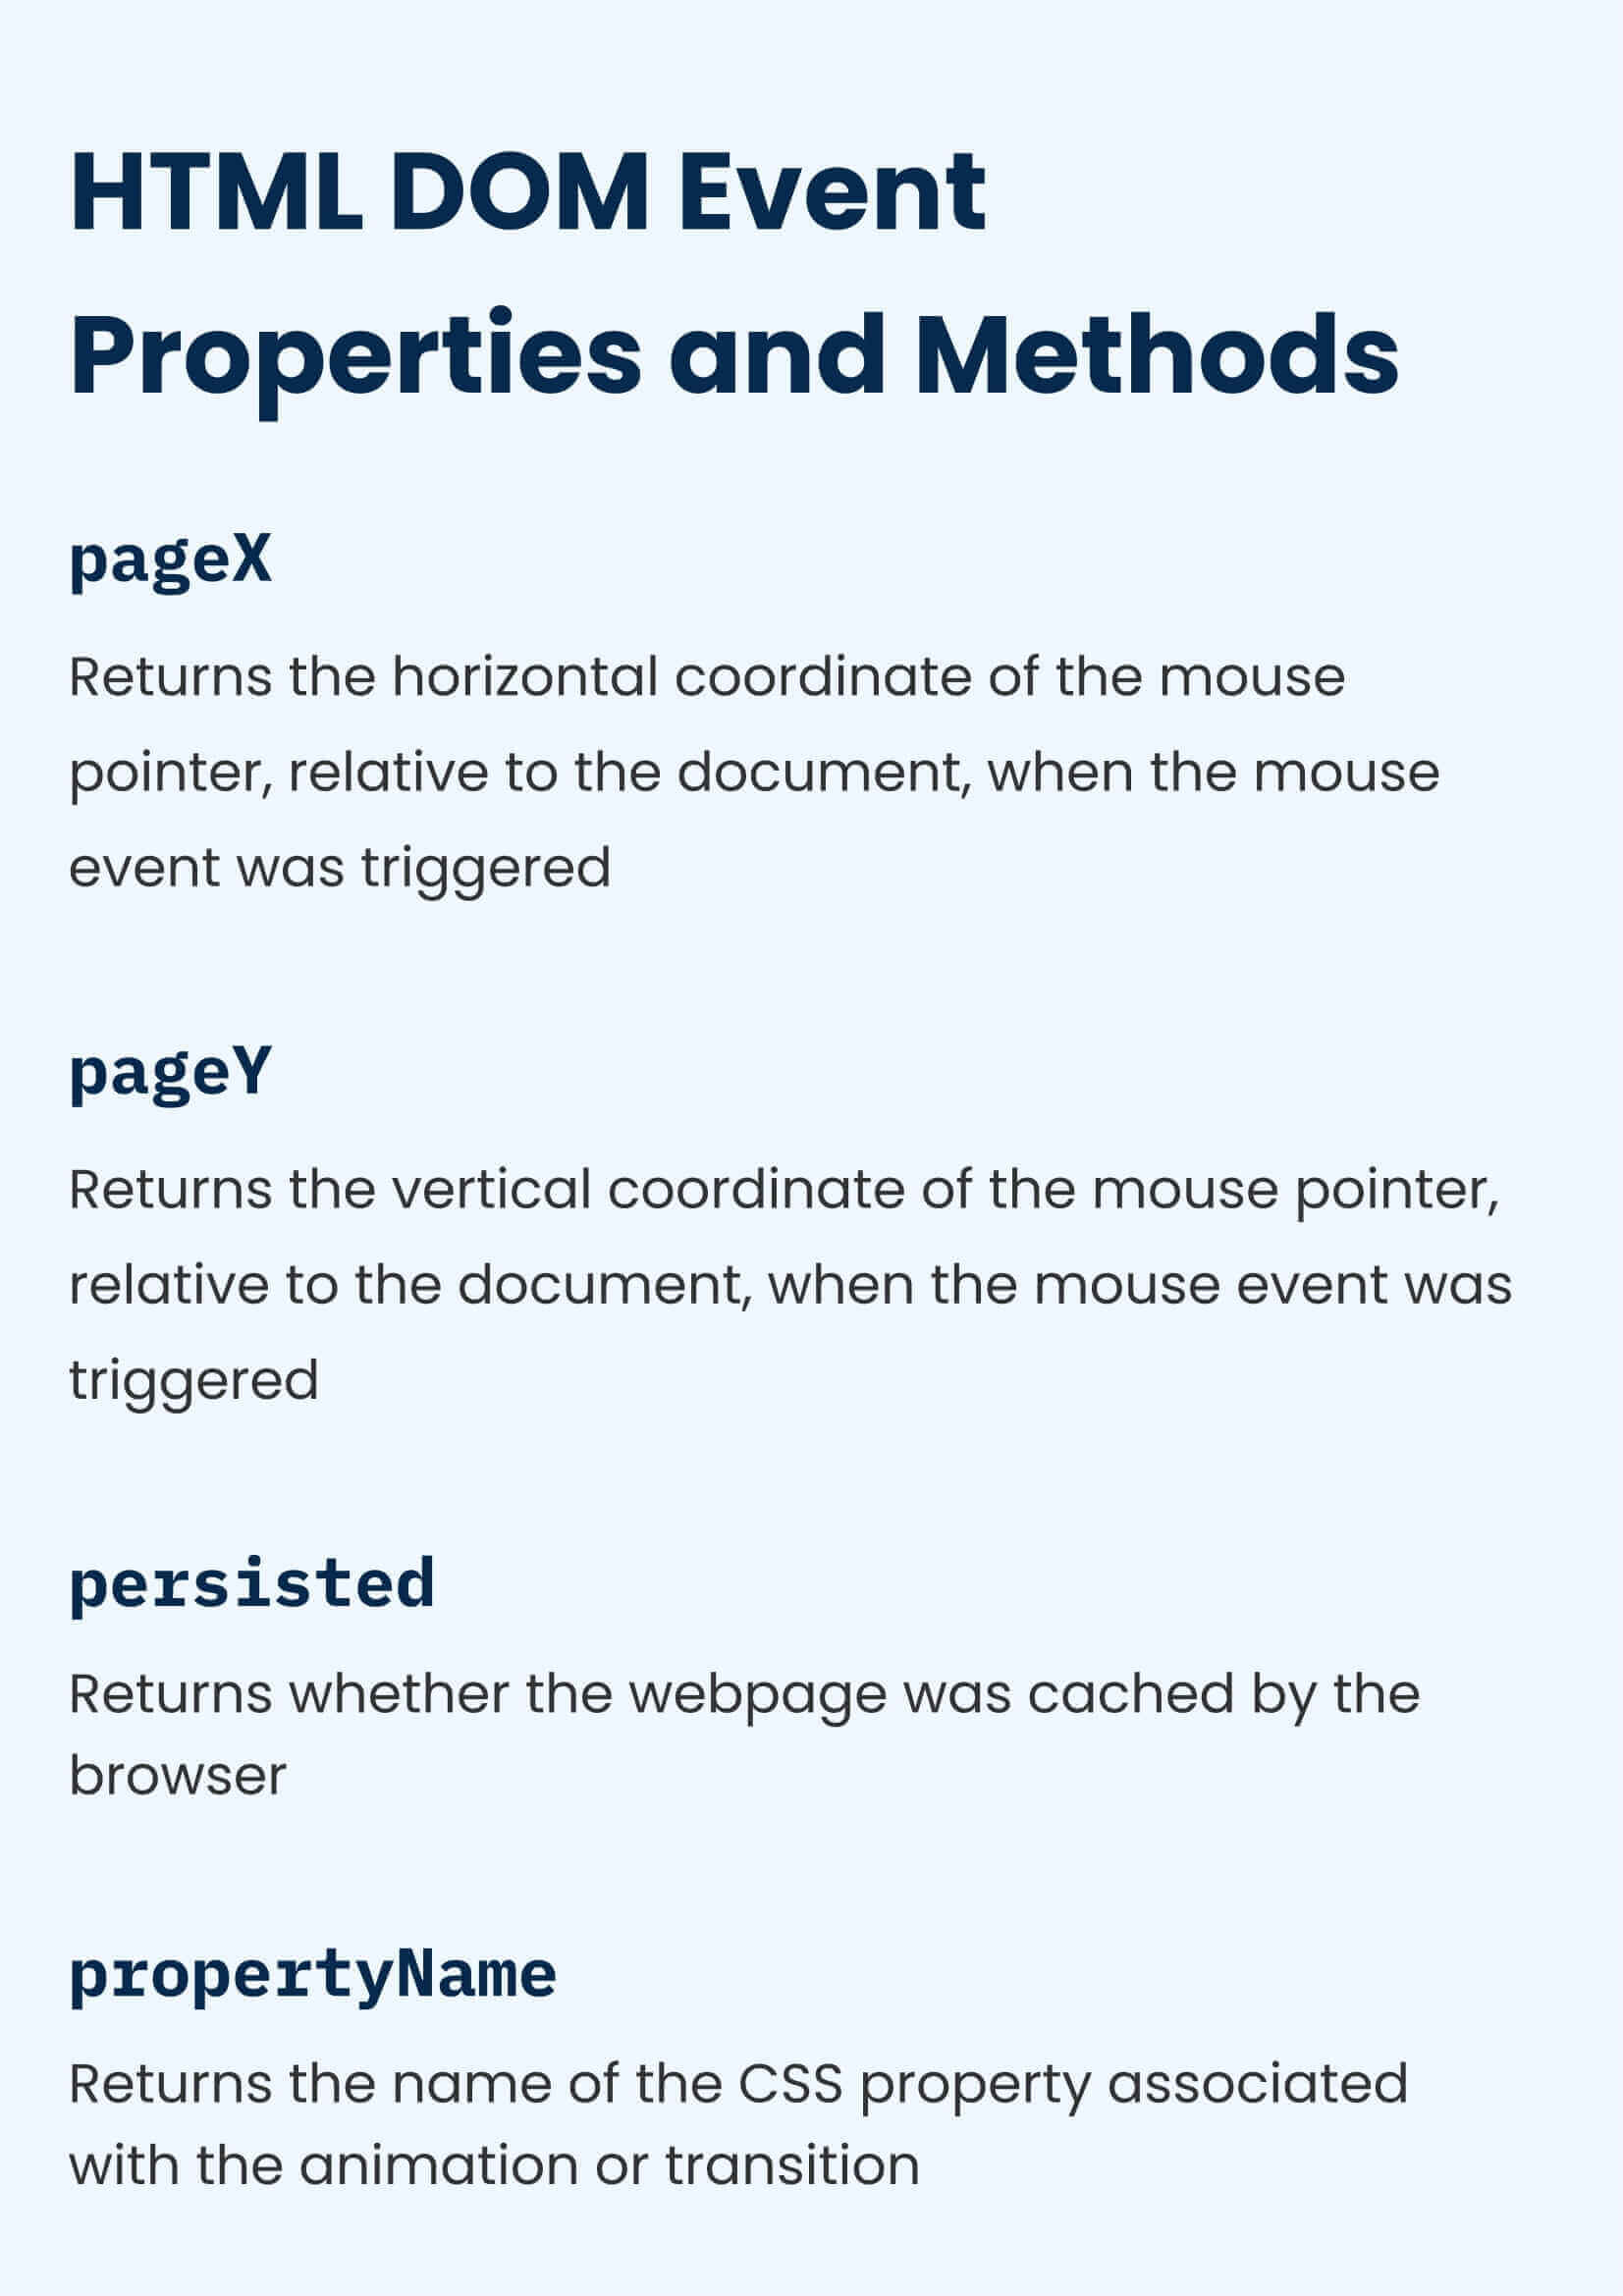 HTML DOM Event
Properties and Methods
pageX
Returns the horizontal coordinate of the mouse
pointer, relative to the document, when the mouse
event was triggered
pageY
Returns the vertical coordinate of the mouse pointer,
relative to the document, when the mouse event was
triggered
persisted
Returns whether the webpage was cached by the
browser
propertyName
Returns the name of the CSS property associated
with the animation or transition